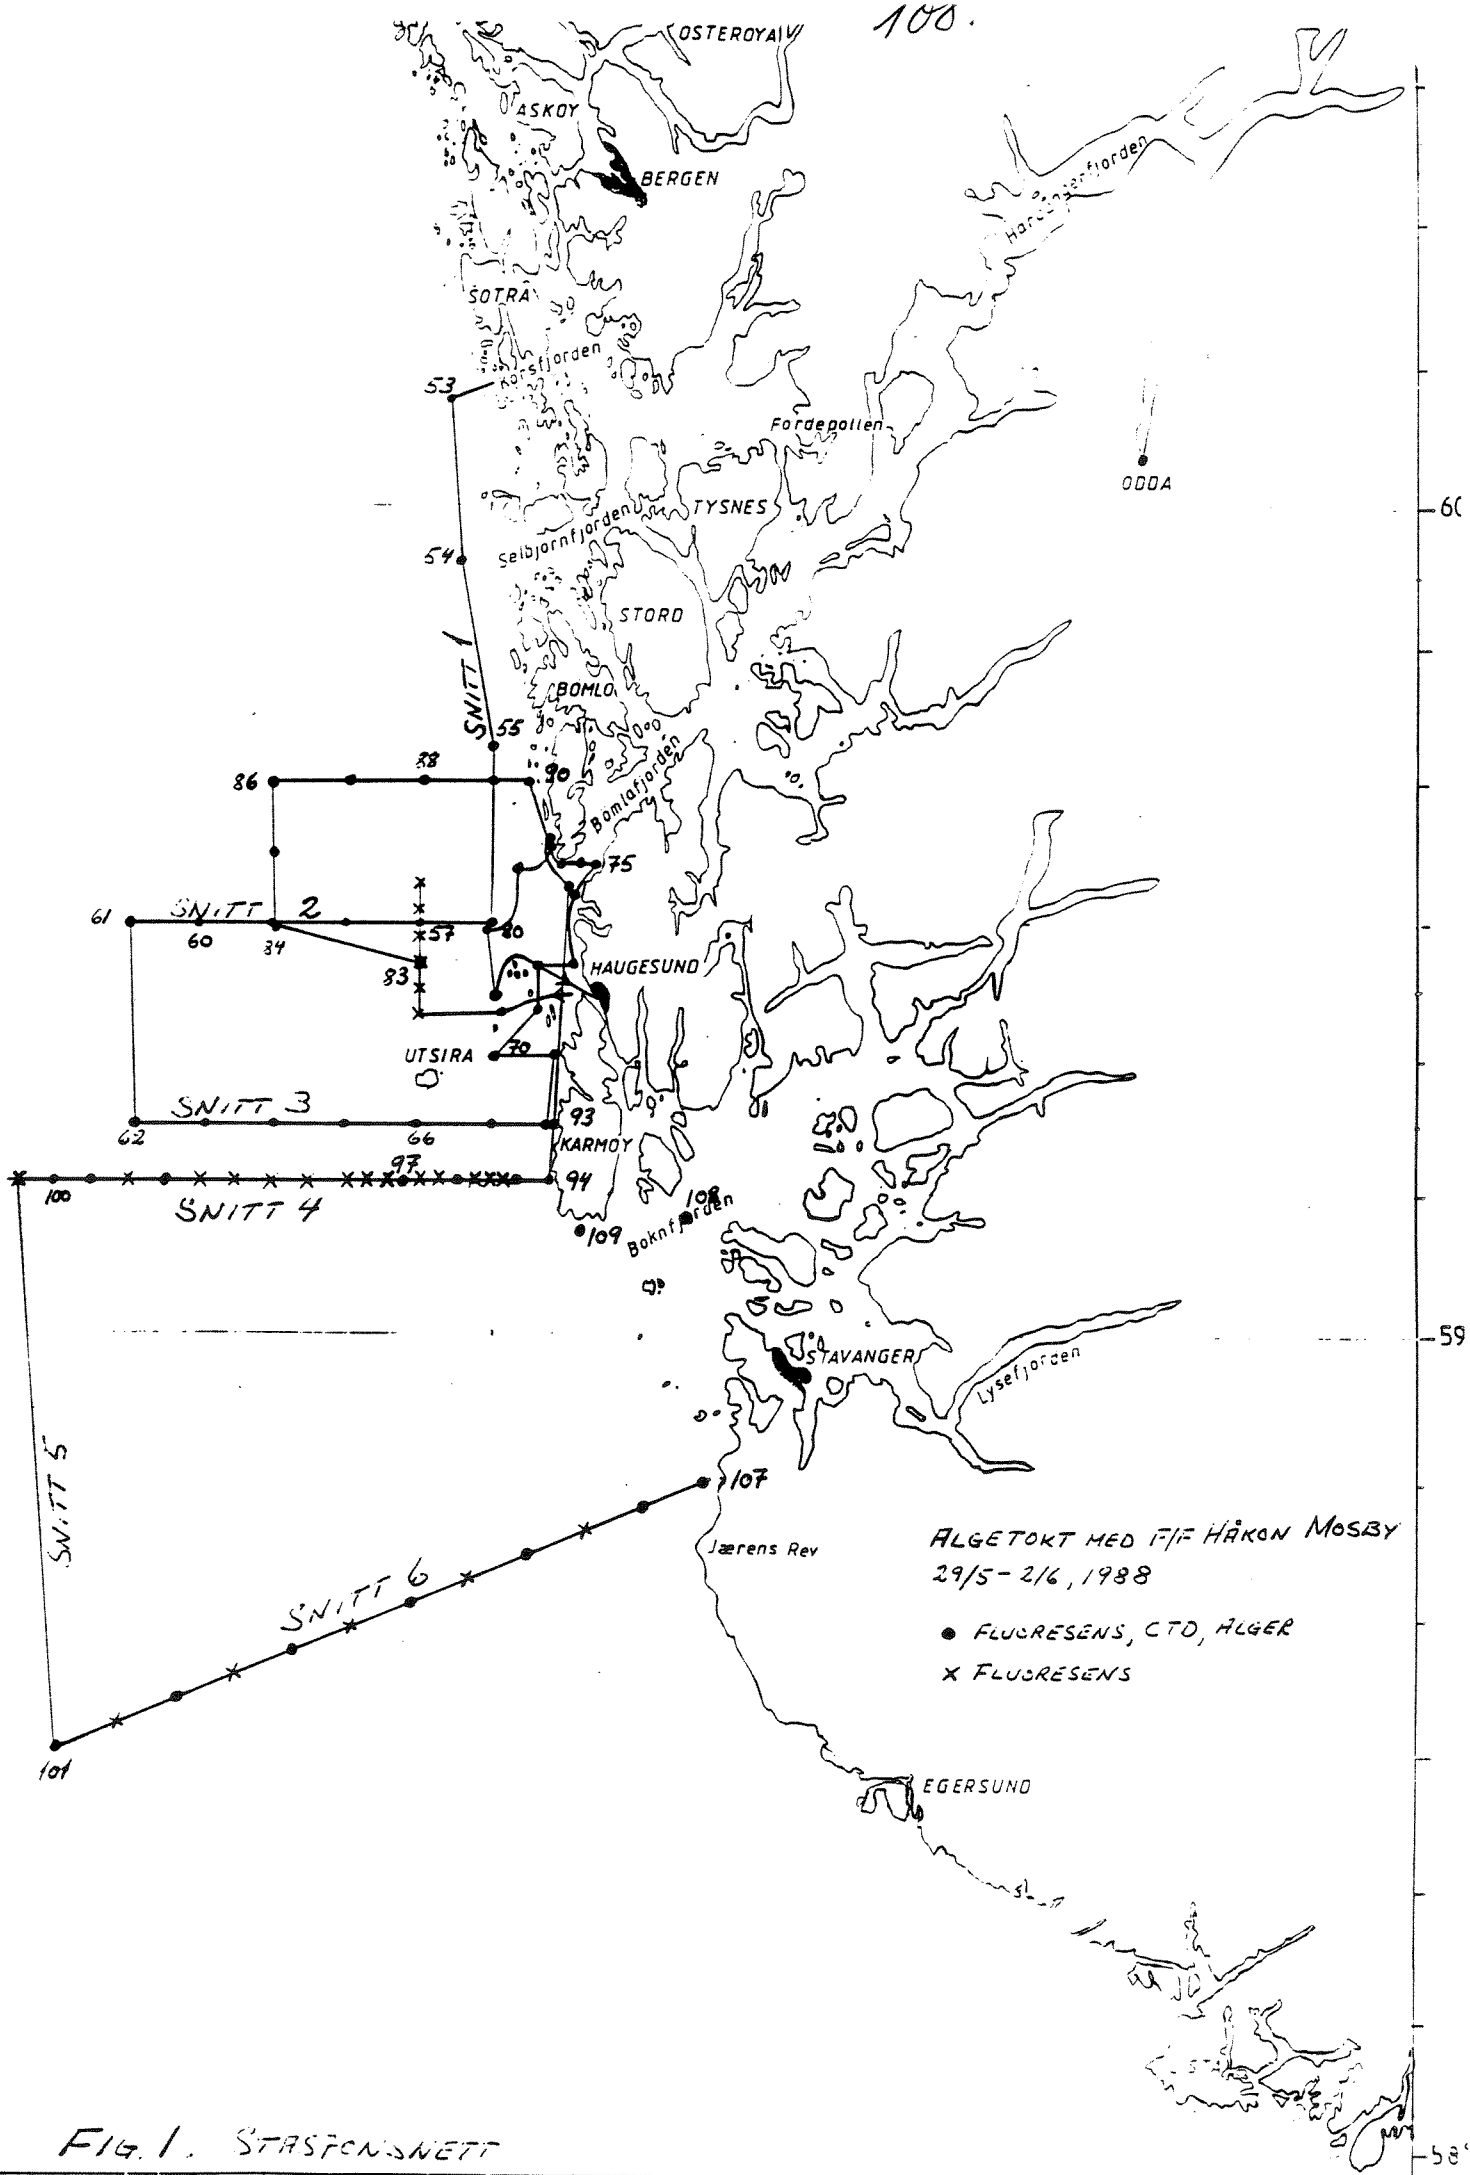 100.
OSTEROYA
ASKOY
BERGEN
Hardangerfjorden
SOTRA
Korsfjorden
53
Fordepollen
ODDA
60
TYSNES
Selbjornfjorden
54
STORD
SNITT 1
BOMLO
55
88
86
90
Bomlafjorden
75
61
SNITT 2
60
84
57
80
83
HAUGESUND
UTSIRA
70
SNITT 3
62
66
93
KARMOY
97
94
100
SNITT 4
108
109
Boknfjorden
59
STAVANGER
Lysefjorden
SNITT 5
107
Jærens Rev
ALGETOKT MED F/F HÅKON MOSBY
29/5 - 2/6, 1988
SNITT 6
● FLUORESENS, CTD, ALGER
x FLUORESENS
101
EGERSUND
FIG. 1. STASJONSNETT
58°